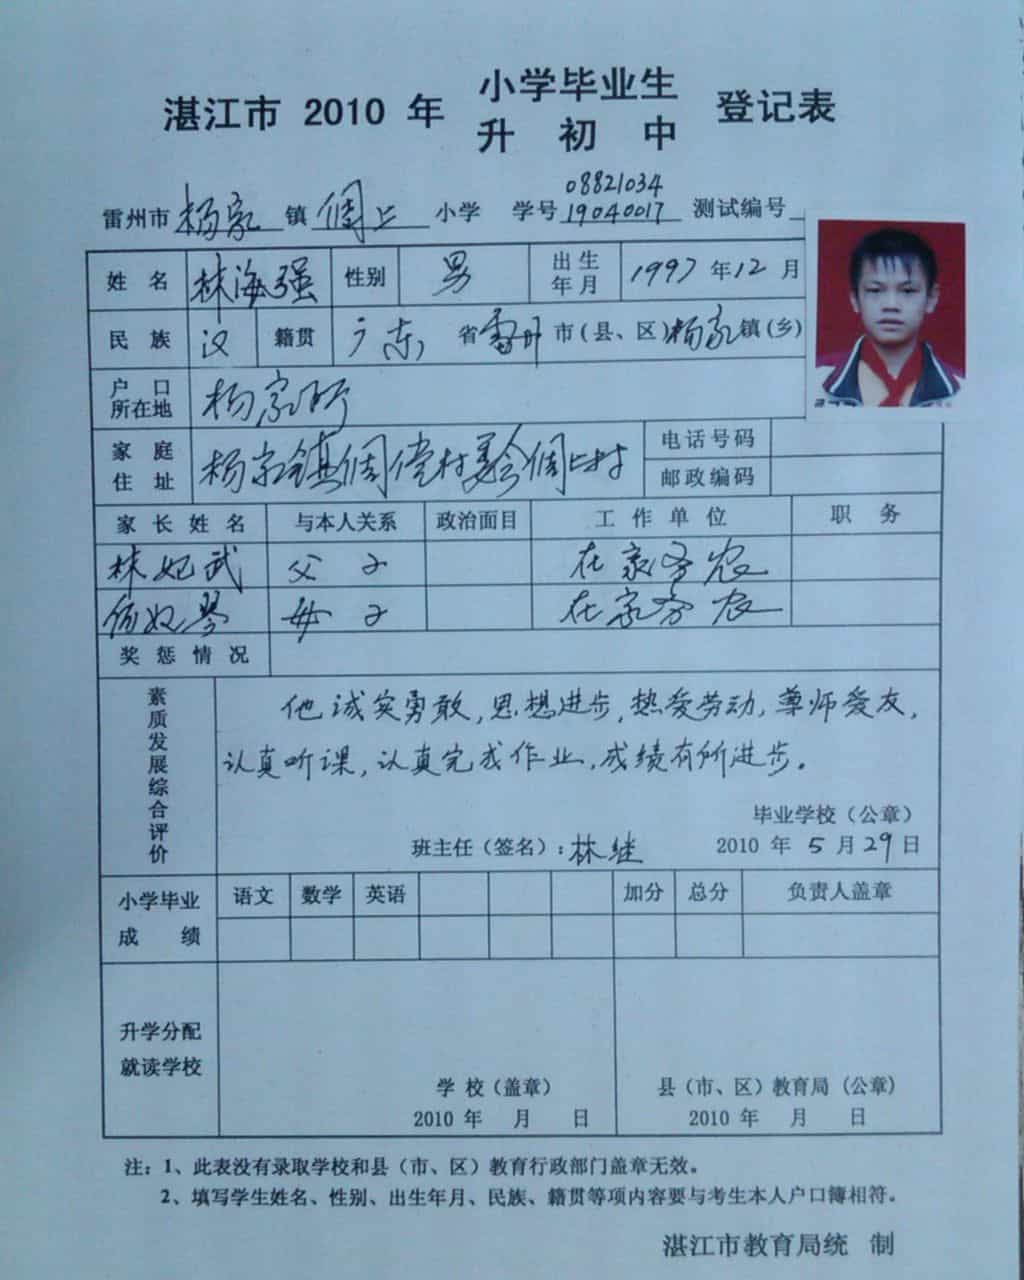 湛江市 2010 年 小学毕业生 登记表
升 初 中
08821034
雷州市 杨家 镇 倜上 小学 学号 19040017 测试编号
姓 名 林海强 性别 男 出 生 年 月 1997 年 12 月
民 族 汉 籍贯 广东 省 雷州 市(县、区) 杨家 镇(乡)
户 口 所在地 杨家所
家 庭 住 址 杨家镇 村 倜上村 电话号码
邮政编码
家 长 姓 名 与本人关系 政治面目 工 作 单 位 职 务
林妃武 父 子 在家务农
母 子 在家务农
奖 惩 情 况
素质发展综合评价
他诚实勇敢,思想进步,热爱劳动,尊师爱友,
认真听课,认真完成作业,成绩有所进步。
毕业学校(公章)
班主任(签名):林继 2010 年 5 月 29 日
小学毕业 成 绩 语文 数学 英语 加分 总分 负责人盖章
升学分配
就读学校
学 校(盖章) 县(市、区)教育局(公章)
2010 年 月 日 2010 年 月 日
注:1、此表没有录取学校和县(市、区)教育行政部门盖章无效。
2、填写学生姓名、性别、出生年月、民族、籍贯等项内容要与考生本人户口簿相符。
湛江市教育局统 制